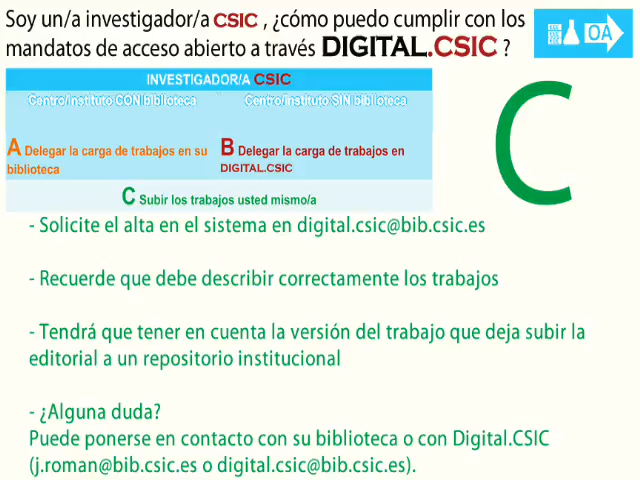 Soy un/a investigador/a CSIC , ¿cómo puedo cumplir con los
mandatos de acceso abierto a través DIGITAL.CSIC ?
OA
INVESTIGADOR/A CSIC
Centro/Instituto CON biblioteca Centro/Instituto SIN biblioteca
A Delegar la carga de trabajos en su biblioteca
B Delegar la carga de trabajos en DIGITAL.CSIC
C Subir los trabajos usted mismo/a
C
- Solicite el alta en el sistema en digital.csic@bib.csic.es
- Recuerde que debe describir correctamente los trabajos
- Tendrá que tener en cuenta la versión del trabajo que deja subir la
editorial a un repositorio institucional
- ¿Alguna duda?
Puede ponerse en contacto con su biblioteca o con Digital.CSIC
(j.roman@bib.csic.es o digital.csic@bib.csic.es).